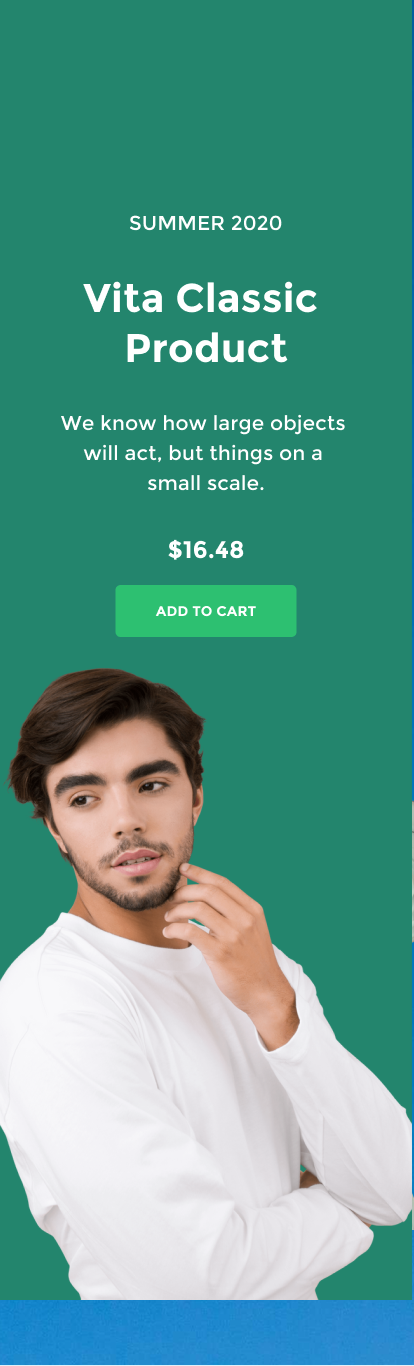 SUMMER 2020
Vita Classic
Product
We know how large objects
will act, but things on a
small scale.
$16.48
ADD TO CART